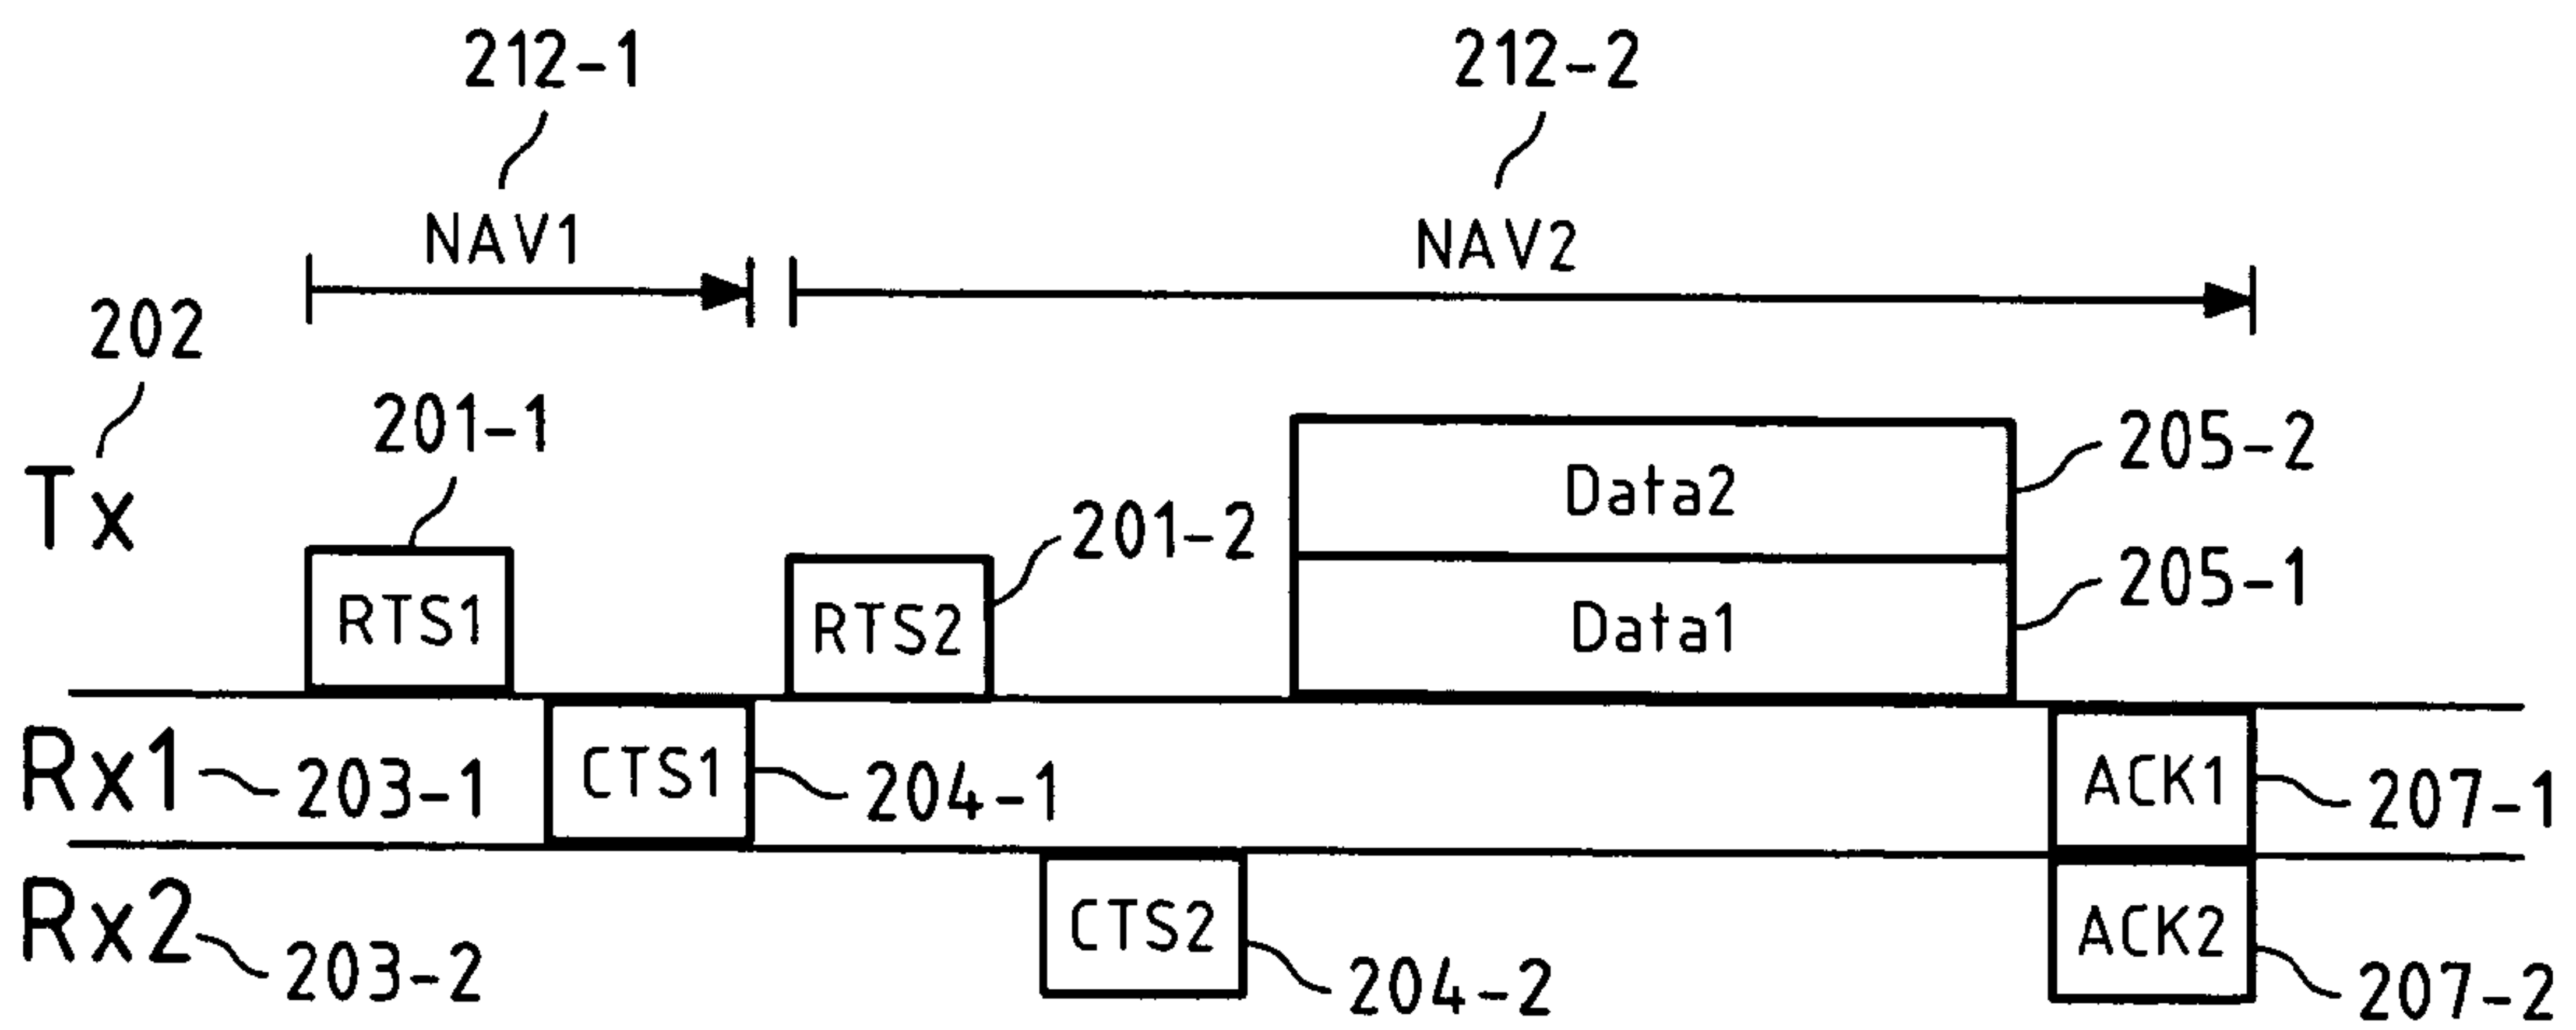 212-1 212-2
NAV1 NAV2
202
201-1 205-2
Tx Data2
201-2 205-1
RTS1 RTS2 Data1
Rx1 203-1 CTS1 204-1 ACK1 207-1
Rx2 203-2 CTS2 204-2 ACK2 207-2